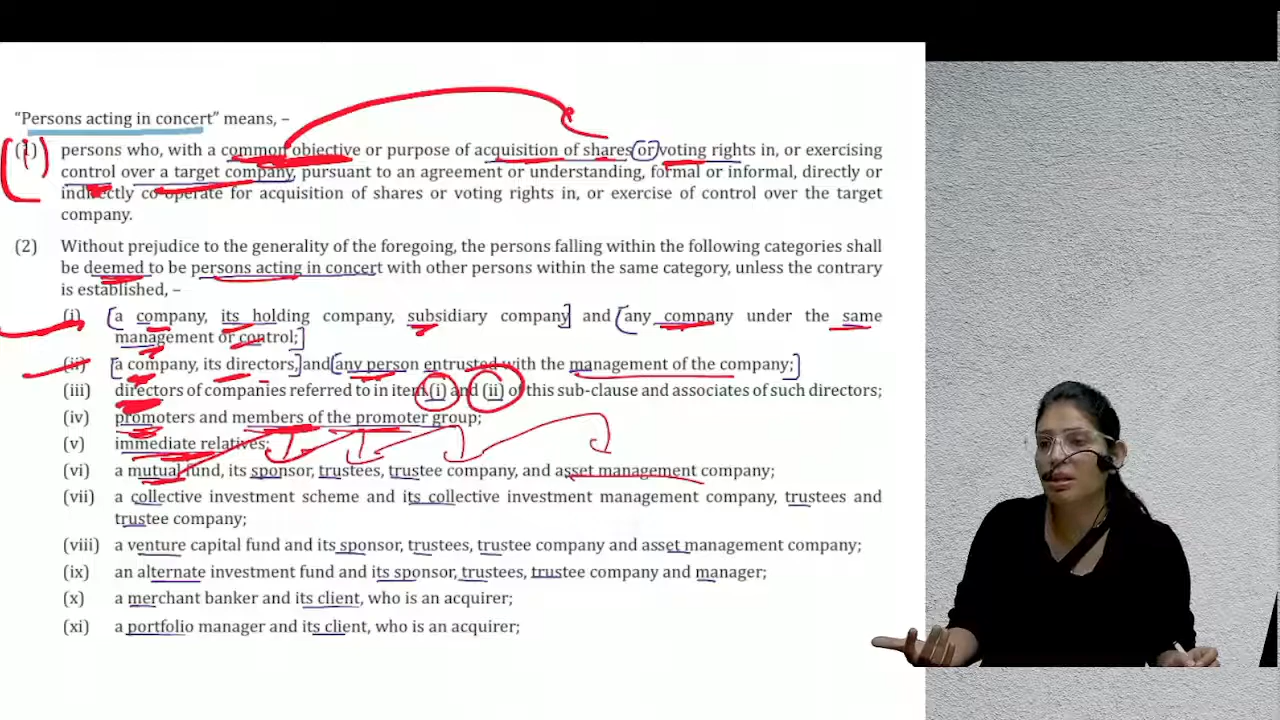 "Persons acting in concert" means, –
(1) persons who, with a common objective or purpose of acquisition of shares or voting rights in, or exercising
control over a target company, pursuant to an agreement or understanding, formal or informal, directly or
indirectly co-operate for acquisition of shares or voting rights in, or exercise of control over the target
company.
(2) Without prejudice to the generality of the foregoing, the persons falling within the following categories shall
be deemed to be persons acting in concert with other persons within the same category, unless the contrary
is established, –
(i) a company, its holding company, subsidiary company and any company under the same
management or control;
(ii) a company, its directors, and any person entrusted with the management of the company;
(iii) directors of companies referred to in item (i) and (ii) of this sub-clause and associates of such directors;
(iv) promoters and members of the promoter group;
(v) immediate relatives;
(vi) a mutual fund, its sponsor, trustees, trustee company, and asset management company;
(vii) a collective investment scheme and its collective investment management company, trustees and
trustee company;
(viii) a venture capital fund and its sponsor, trustees, trustee company and asset management company;
(ix) an alternate investment fund and its sponsor, trustees, trustee company and manager;
(x) a merchant banker and its client, who is an acquirer;
(xi) a portfolio manager and its client, who is an acquirer;